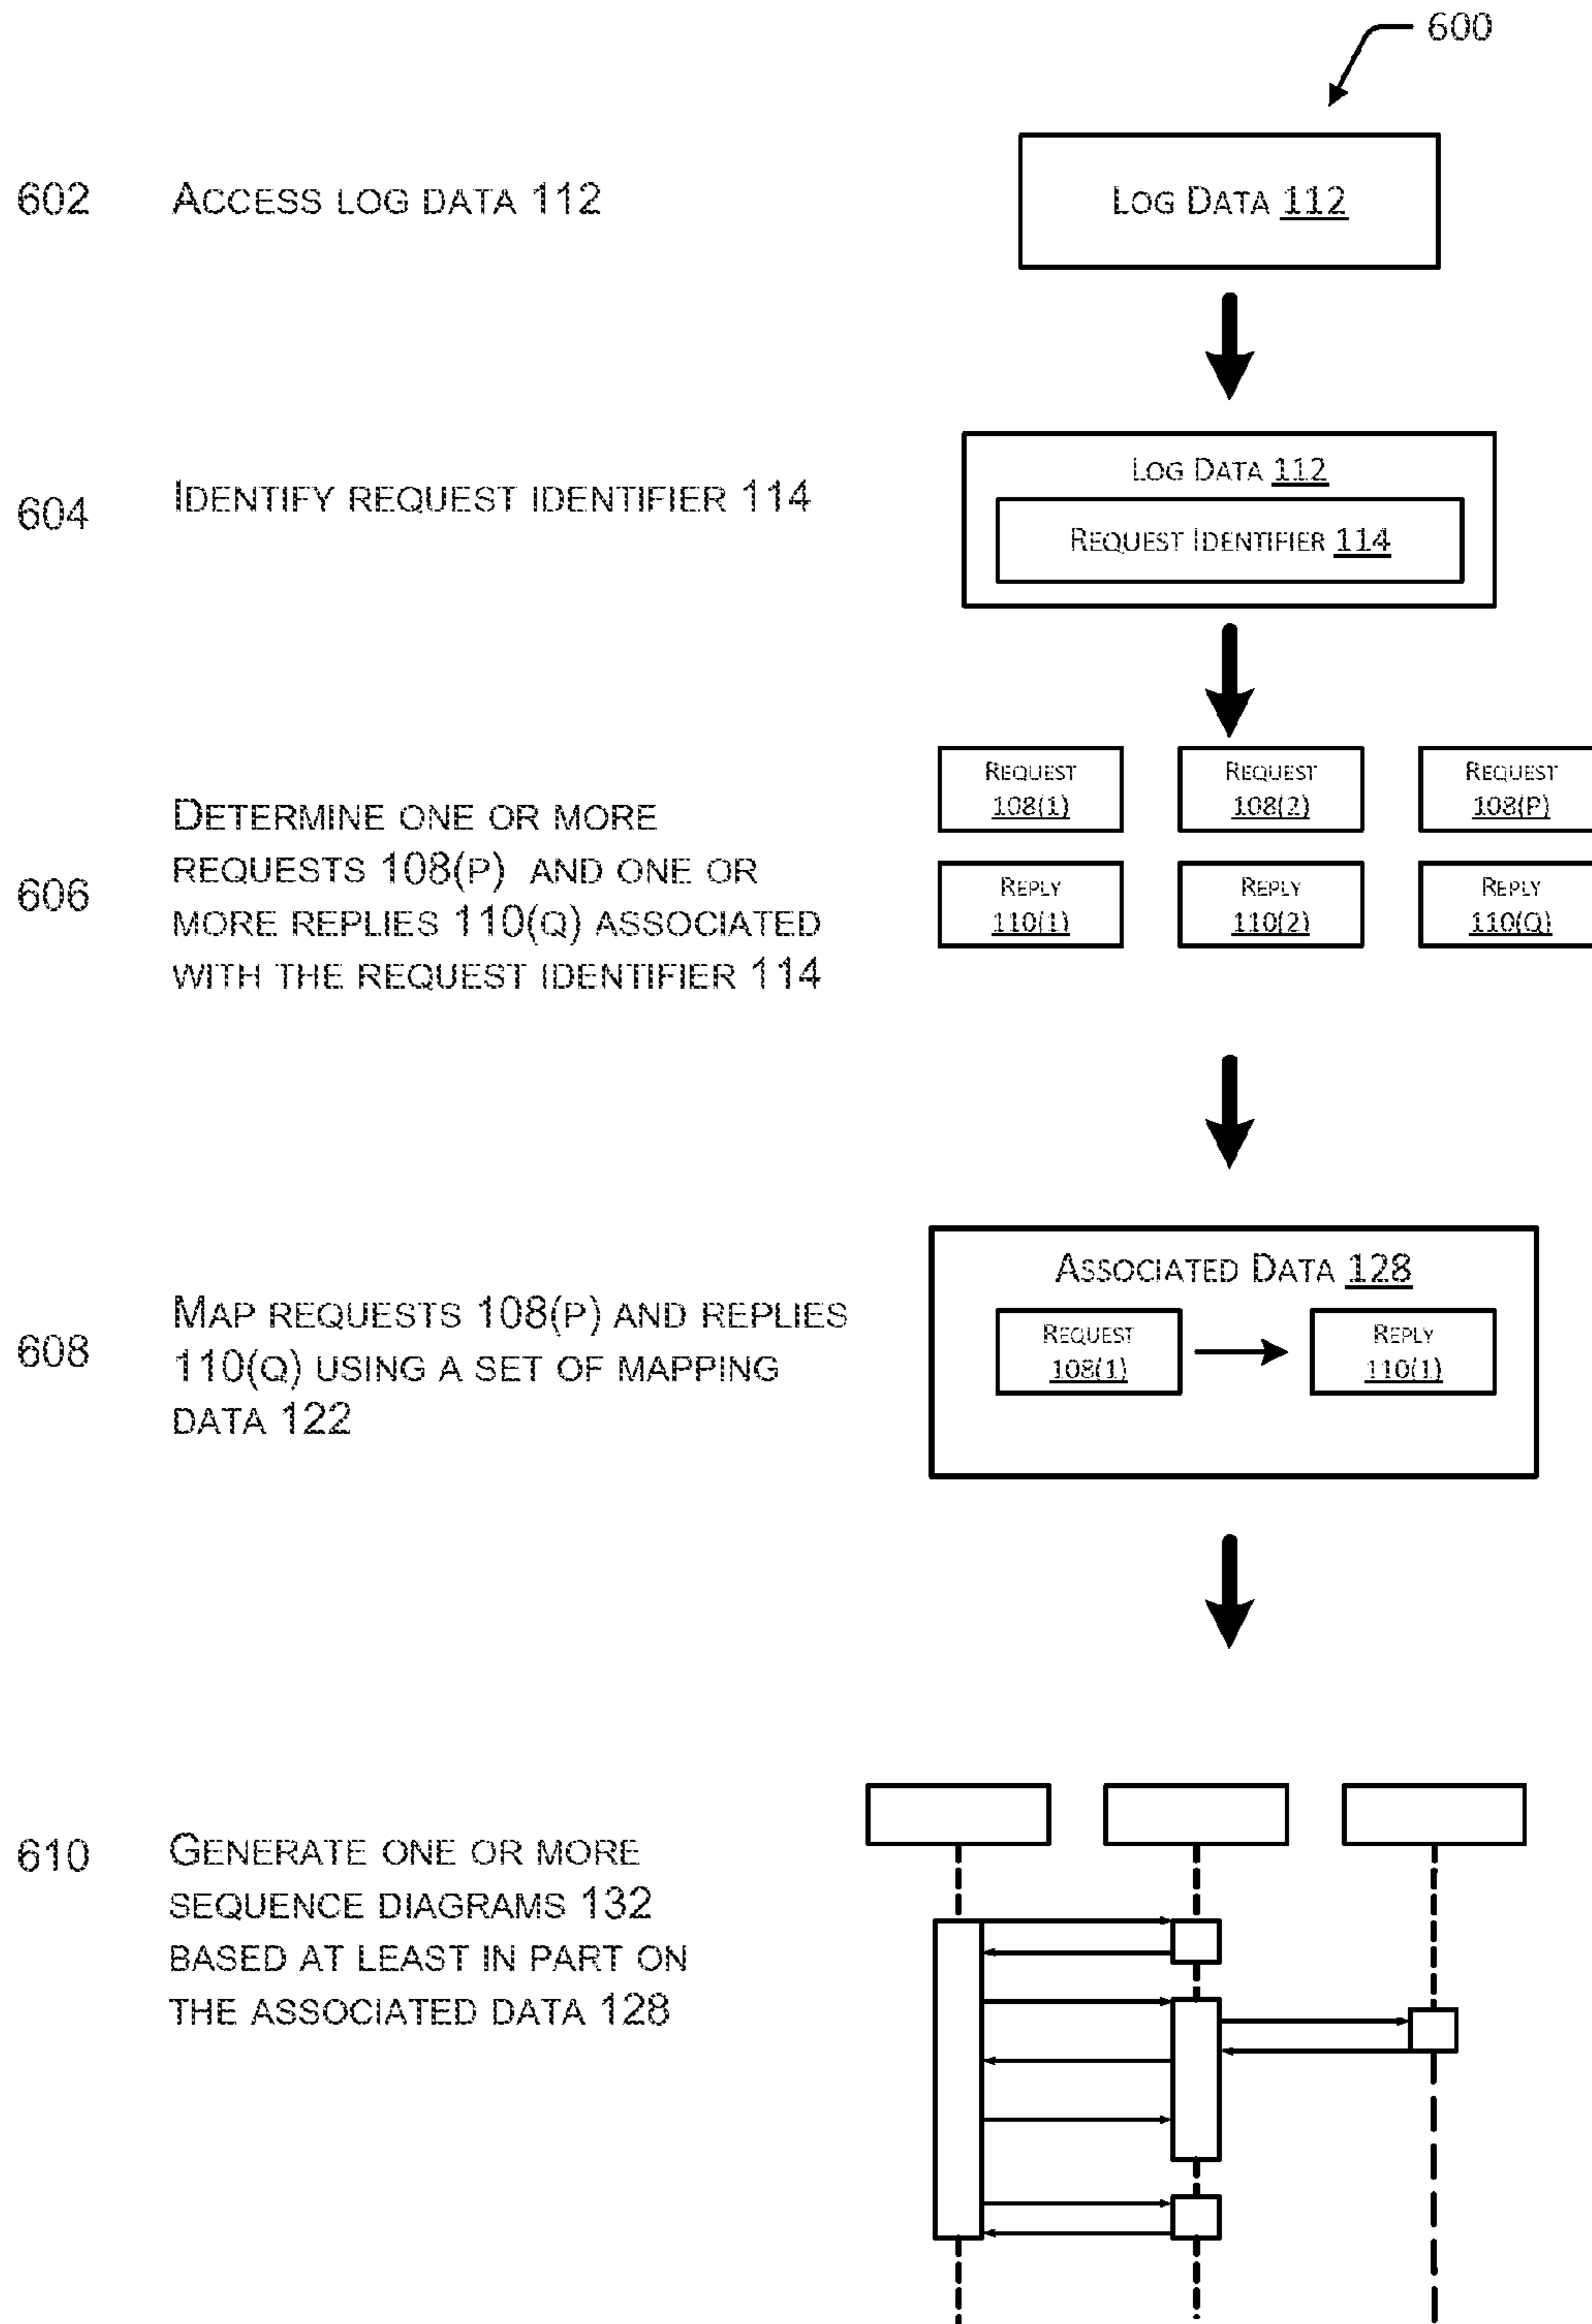 600
602 ACCESS LOG DATA 112
LOG DATA 112
604 IDENTIFY REQUEST IDENTIFIER 114
LOG DATA 112
REQUEST IDENTIFIER 114
606
DETERMINE ONE OR MORE
REQUESTS 108(P) AND ONE OR
MORE REPLIES 110(Q) ASSOCIATED
WITH THE REQUEST IDENTIFIER 114
REQUEST
108(1)
REQUEST
108(2)
REQUEST
108(P)
REPLY
110(1)
REPLY
110(2)
REPLY
110(Q)
608
MAP REQUESTS 108(P) AND REPLIES
110(Q) USING A SET OF MAPPING
DATA 122
ASSOCIATED DATA 128
REQUEST
108(1)
REPLY
110(1)
610
GENERATE ONE OR MORE
SEQUENCE DIAGRAMS 132
BASED AT LEAST IN PART ON
THE ASSOCIATED DATA 128